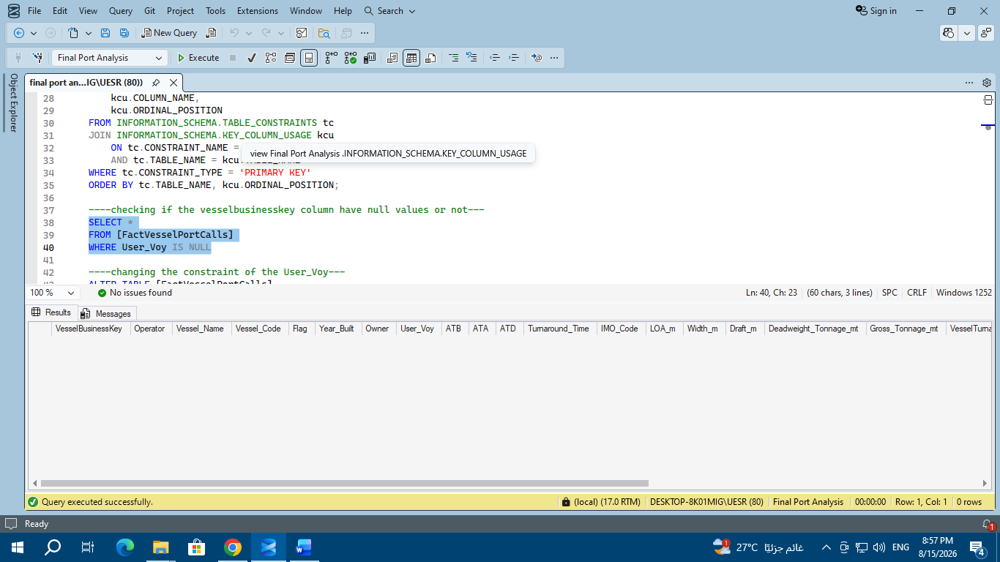 File Edit View Query Git Project Tools Extensions Window Help Search Sign in
New Query
Final Port Analysis Execute
Object Explorer
final port an...IG\UESR (80))
28 kcu.COLUMN_NAME,
29 kcu.ORDINAL_POSITION
30 FROM INFORMATION_SCHEMA.TABLE_CONSTRAINTS tc
31 JOIN INFORMATION_SCHEMA.KEY_COLUMN_USAGE kcu
32 ON tc.CONSTRAINT_NAME =
view Final Port Analysis .INFORMATION_SCHEMA.KEY_COLUMN_USAGE
33 AND tc.TABLE_NAME = kcu.TABLE_NAME
34 WHERE tc.CONSTRAINT_TYPE = 'PRIMARY KEY'
35 ORDER BY tc.TABLE_NAME, kcu.ORDINAL_POSITION;
36
37 ----checking if the vesselbusinesskey column have null values or not---
38 SELECT *
39 FROM [FactVesselPortCalls]
40 WHERE User_Voy IS NULL
41
42 ----changing the constraint of the User_Voy---
43 ALTER TABLE [FactVesselPortCalls]
100 % No issues found Ln: 40, Ch: 23 (60 chars, 3 lines) SPC CRLF Windows 1252
Results Messages
VesselBusinessKey Operator Vessel_Name Vessel_Code Flag Year_Built Owner User_Voy ATB ATA ATD Turnaround_Time IMO_Code LOA_m Width_m Draft_m Deadweight_Tonnage_mt Gross_Tonnage_mt VesselTurna
Query executed successfully. (local) (17.0 RTM) DESKTOP-8K01MIG\UESR (80) Final Port Analysis 00:00:00 Row: 1, Col: 1 0 rows
Ready 1
1 27°C غائم جزئيًا ENG 8:57 PM
8/15/2026 4